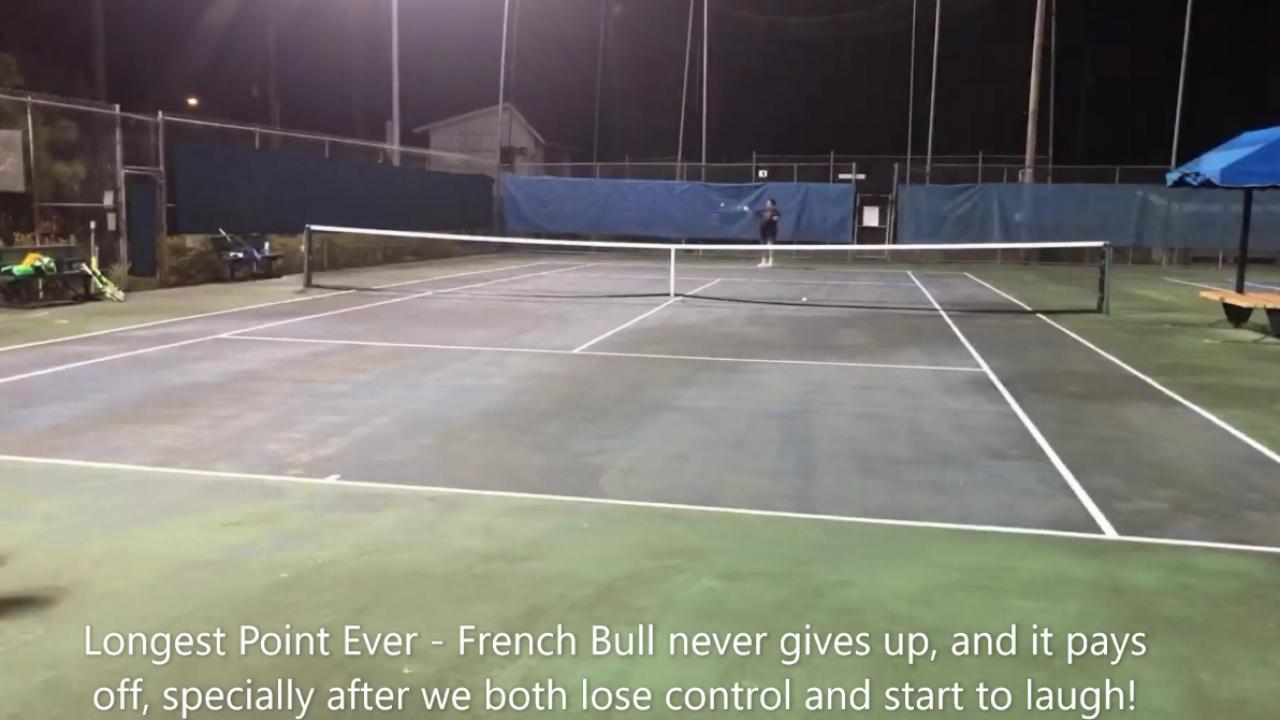 Longest Point Ever - French Bull never gives up, and it pays
off, specially after we both lose control and start to laugh!